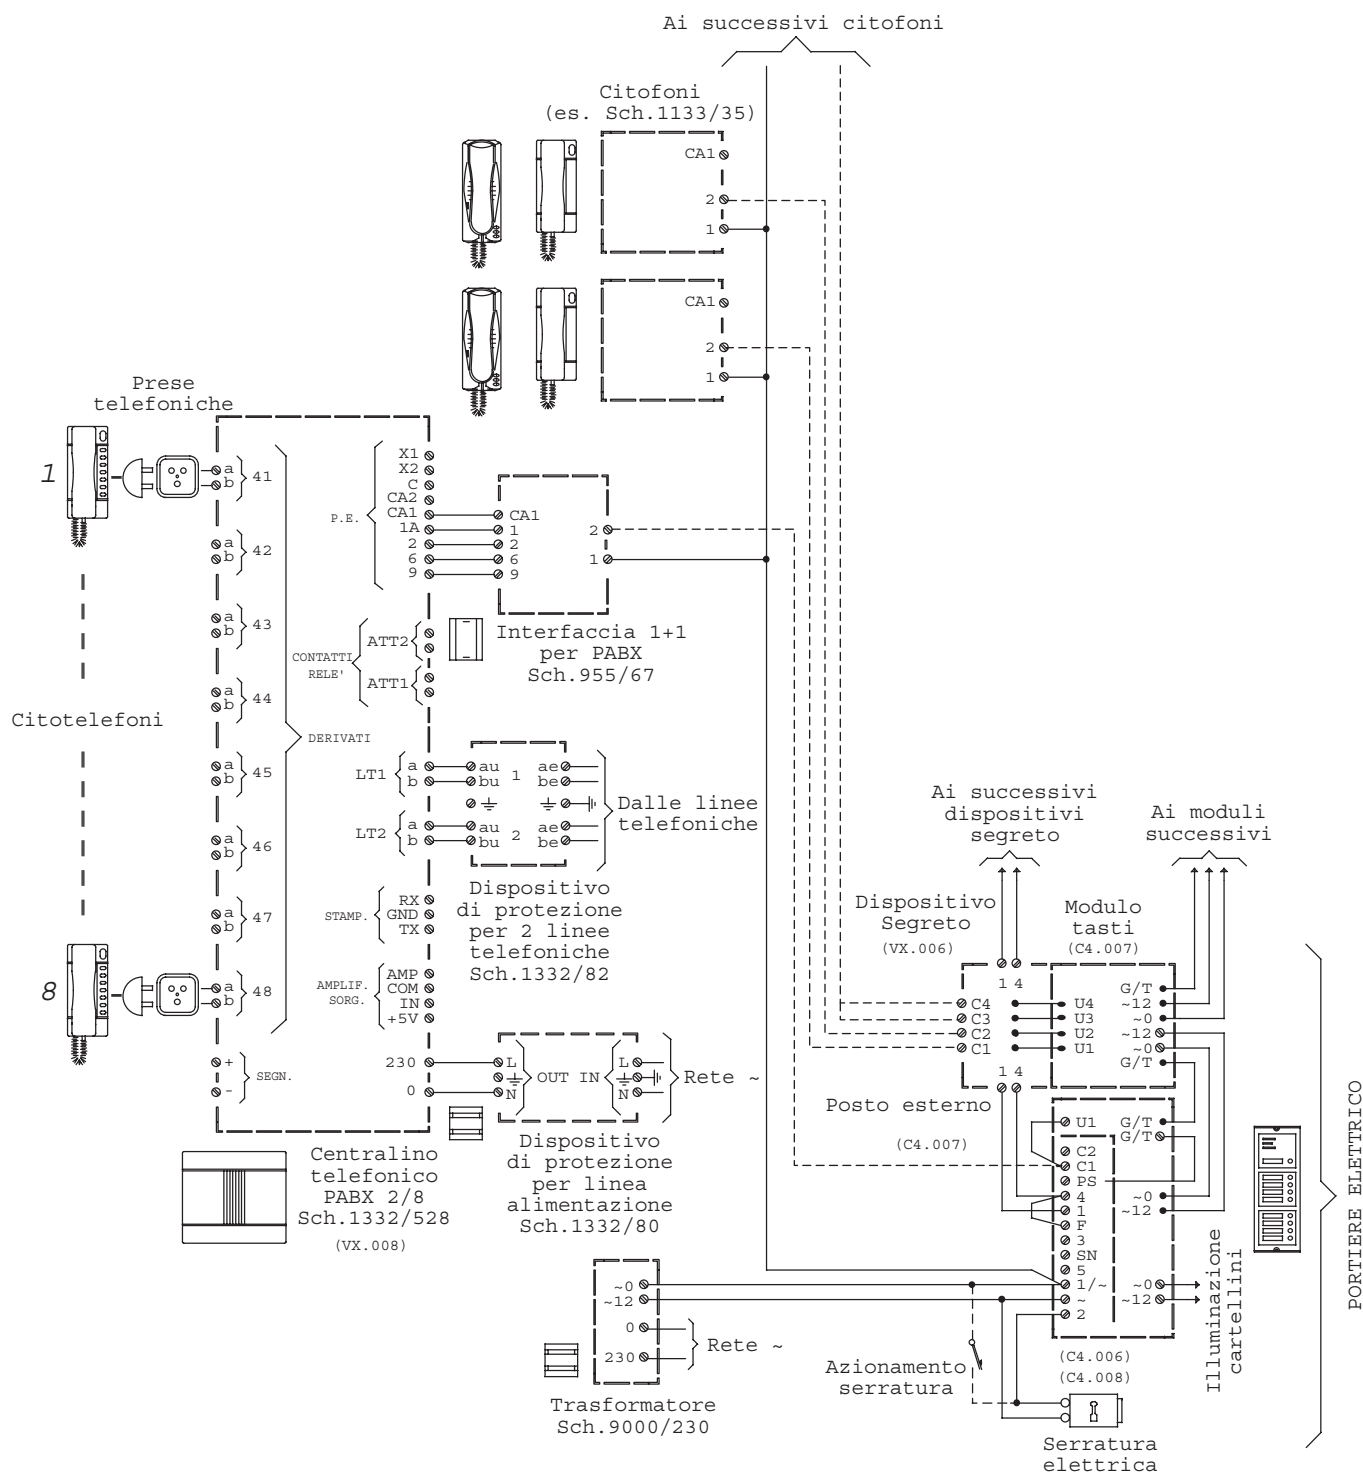 Ai successivi citofoni
Citofoni
(es. Sch.1133/35)
CA1
2
1
CA1
2
1
Prese
telefoniche
1
a
b
41
a
b
42
a
b
43
a
b
44
a
b
45
a
b
46
a
b
47
a
b
48
Citotelefoni
8
DERIVATI
+
-
SEGN.
P.E.
X1
X2
C
CA2
CA1
1A
2
6
9
CONTATTI
RELE'
ATT2
ATT1
LT1
a
b
LT2
a
b
STAMP.
RX
GND
TX
AMPLIF.
SORG.
AMP
COM
IN
+5V
230
0
Centralino
telefonico
PABX 2/8
Sch.1332/528
(VX.008)
CA1
1
2
6
9
2
1
Interfaccia 1+1
per PABX
Sch.955/67
au
bu
1
ae
be
au
bu
2
ae
be
Dalle linee
telefoniche
Dispositivo
di protezione
per 2 linee
telefoniche
Sch.1332/82
L
N
OUT IN
L
N
Rete ~
Dispositivo
di protezione
per linea
alimentazione
Sch.1332/80
~0
~12
0
230
Rete ~
Trasformatore
Sch.9000/230
Ai successivi
dispositivi
segreto
Ai moduli
successivi
Dispositivo
Segreto
(VX.006)
Modulo
tasti
(C4.007)
1 4
C4
C3
C2
C1
1 4
U4
U3
U2
U1
G/T
~12
~0
~12
~0
G/T
Posto esterno
(C4.007)
U1
C2
C1
PS
4
1
F
3
SN
5
1/~
~
2
G/T
G/T
~0
~12
~0
~12
(C4.006)
(C4.008)
Illuminazione
cartellini
Azionamento
serratura
Serratura
elettrica
PORTIERE ELETTRICO